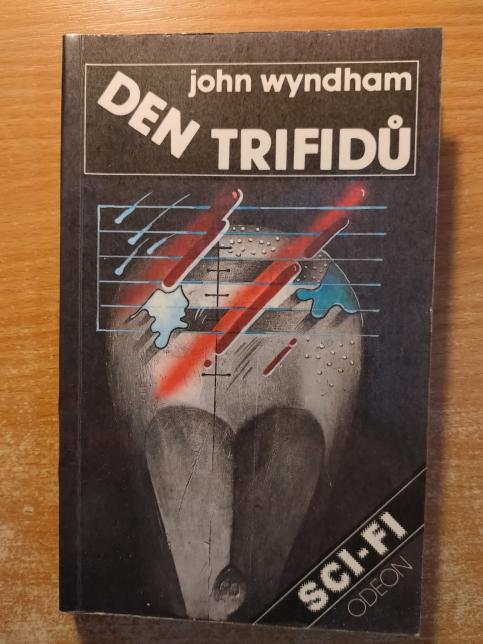 john wyndham
DEN TRIFIDŮ
SCI-FI
ODEON